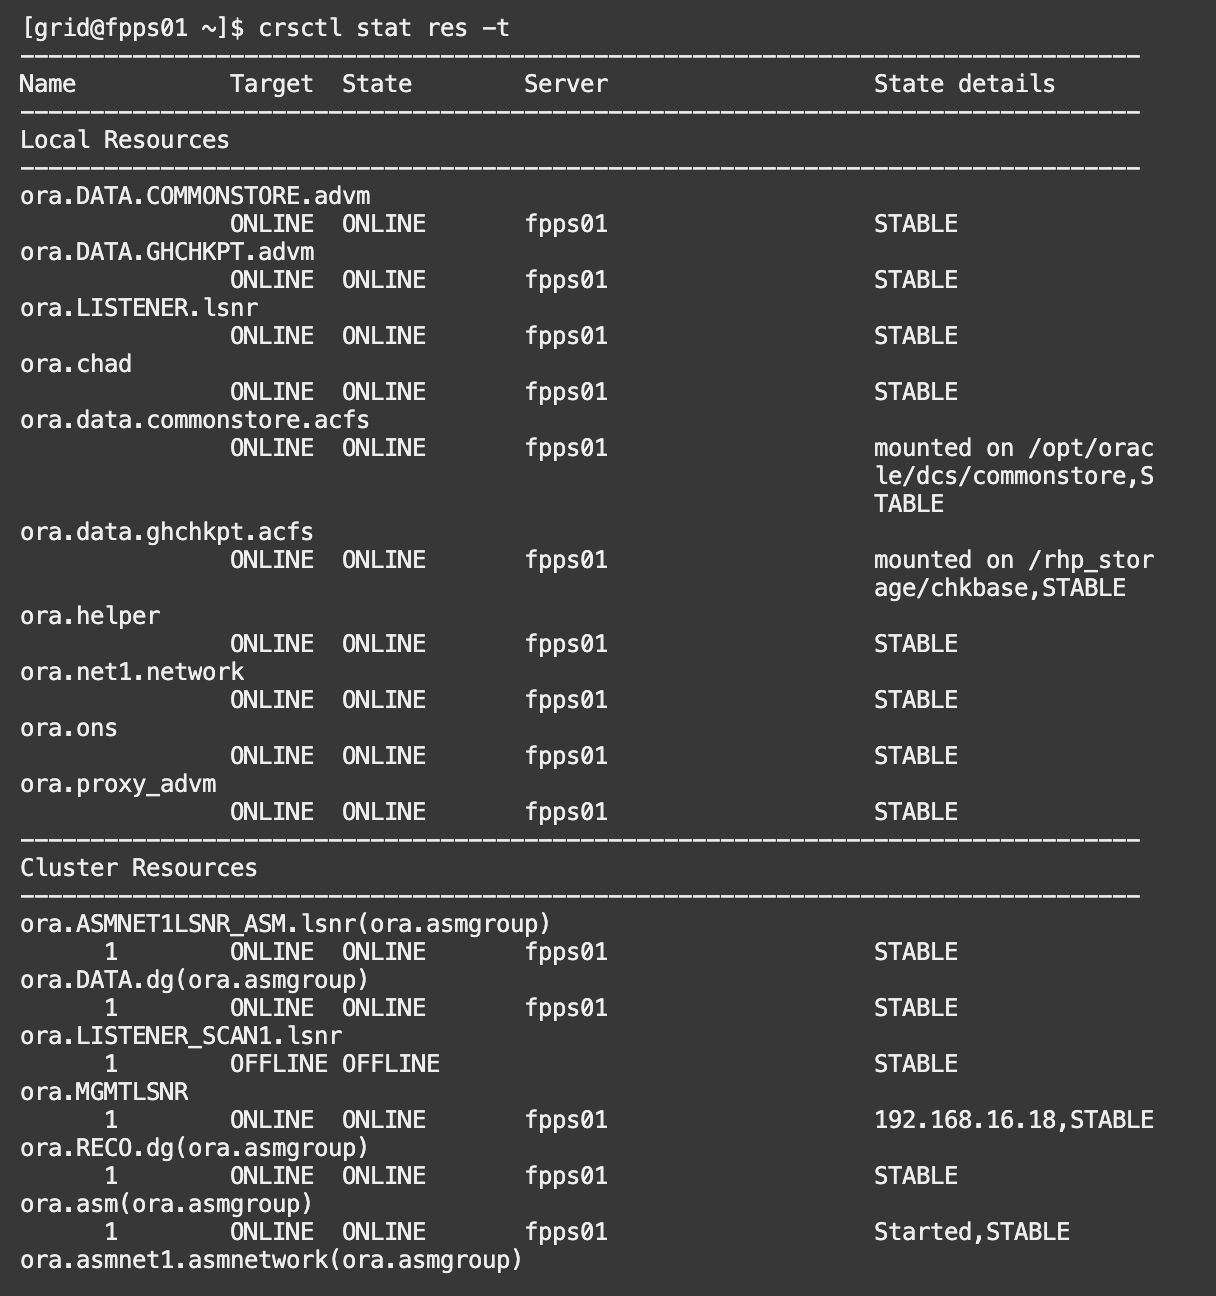 [grid@fpps01 ~]$ crsctl stat res -t
--------------------------------------------------------------------------------
Name           Target  State        Server                   State details
--------------------------------------------------------------------------------
Local Resources
--------------------------------------------------------------------------------
ora.DATA.COMMONSTORE.advm
               ONLINE  ONLINE       fpps01                   STABLE
ora.DATA.GHCHKPT.advm
               ONLINE  ONLINE       fpps01                   STABLE
ora.LISTENER.lsnr
               ONLINE  ONLINE       fpps01                   STABLE
ora.chad
               ONLINE  ONLINE       fpps01                   STABLE
ora.data.commonstore.acfs
               ONLINE  ONLINE       fpps01                   mounted on /opt/orac
                                                             le/dcs/commonstore,S
                                                             TABLE
ora.data.ghchkpt.acfs
               ONLINE  ONLINE       fpps01                   mounted on /rhp_stor
                                                             age/chkbase,STABLE
ora.helper
               ONLINE  ONLINE       fpps01                   STABLE
ora.net1.network
               ONLINE  ONLINE       fpps01                   STABLE
ora.ons
               ONLINE  ONLINE       fpps01                   STABLE
ora.proxy_advm
               ONLINE  ONLINE       fpps01                   STABLE
--------------------------------------------------------------------------------
Cluster Resources
--------------------------------------------------------------------------------
ora.ASMNET1LSNR_ASM.lsnr(ora.asmgroup)
      1        ONLINE  ONLINE       fpps01                   STABLE
ora.DATA.dg(ora.asmgroup)
      1        ONLINE  ONLINE       fpps01                   STABLE
ora.LISTENER_SCAN1.lsnr
      1        OFFLINE OFFLINE                               STABLE
ora.MGMTLSNR
      1        ONLINE  ONLINE       fpps01                   192.168.16.18,STABLE
ora.RECO.dg(ora.asmgroup)
      1        ONLINE  ONLINE       fpps01                   STABLE
ora.asm(ora.asmgroup)
      1        ONLINE  ONLINE       fpps01                   Started,STABLE
ora.asmnet1.asmnetwork(ora.asmgroup)